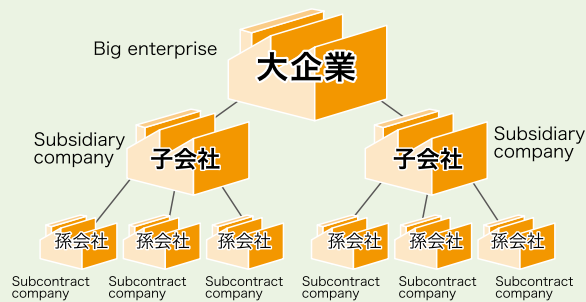 Big enterprise
大企業
Subsidiary
company
子会社
子会社
Subsidiary
company
孫会社
孫会社
孫会社
孫会社
孫会社
孫会社
Subcontract
company
Subcontract
company
Subcontract
company
Subcontract
company
Subcontract
company
Subcontract
company